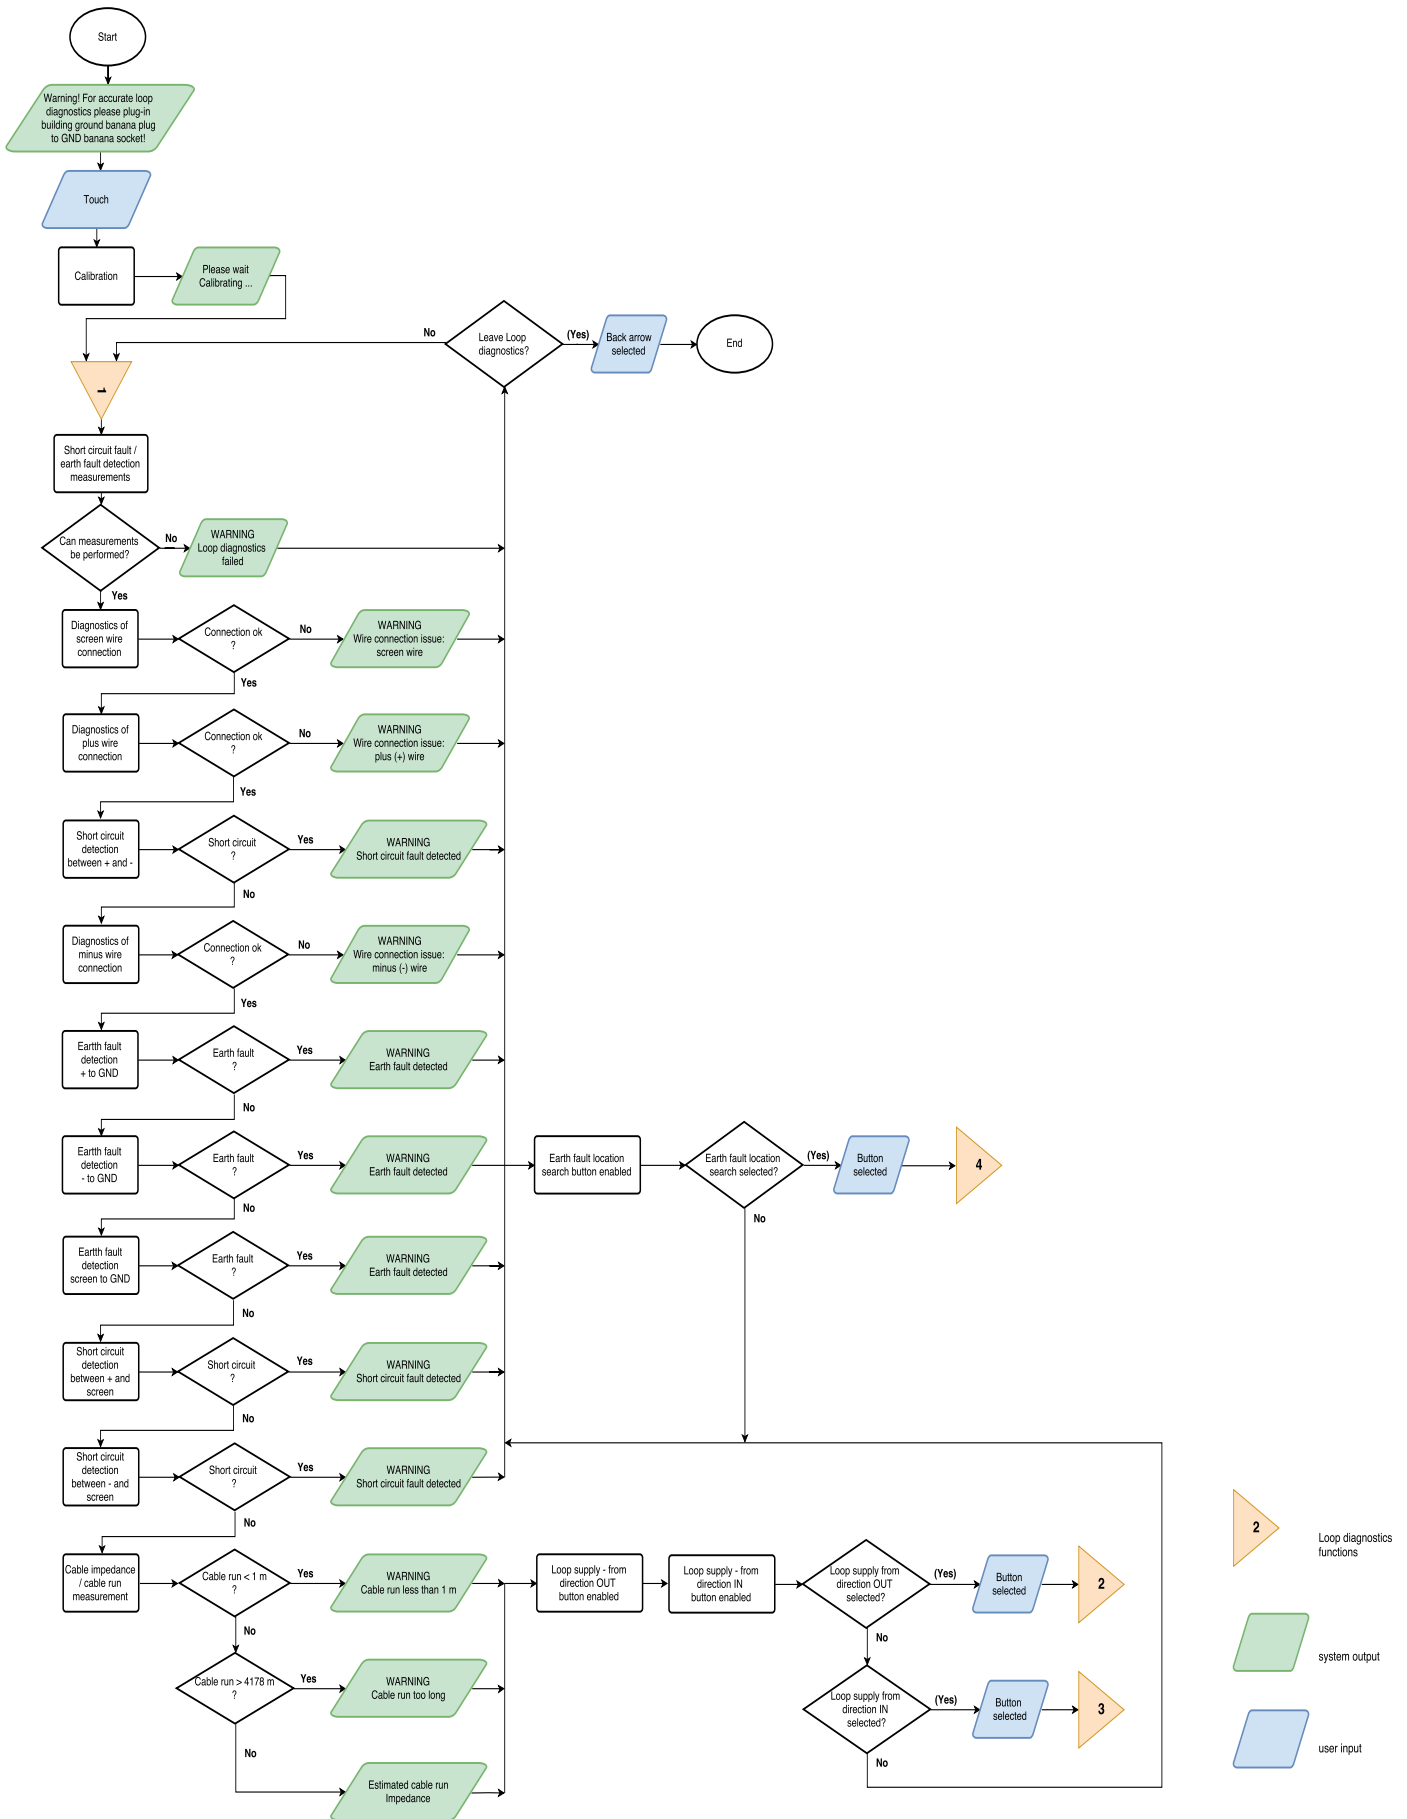 Start
Warning! For accurate loop
diagnostics please plug-in
building ground banana plug
to GND banana socket!
Touch
Calibration
Please wait
Calibrating ...
No
Leave Loop
diagnostics?
(Yes)
Back arrow
selected
End
1
Short circuit fault /
earth fault detection
measurements
Can measurements
be performed?
No
WARNING
Loop diagnostics
failed
Yes
Diagnostics of
screen wire
connection
Connection ok
?
No
WARNING
Wire connection issue:
screen wire
Yes
Diagnostics of
plus wire
connection
Connection ok
?
No
WARNING
Wire connection issue:
plus (+) wire
Yes
Short circuit
detection
between + and -
Short circuit
?
Yes
WARNING
Short circuit fault detected
No
Diagnostics of
minus wire
connection
Connection ok
?
No
WARNING
Wire connection issue:
minus (-) wire
Yes
Eartth fault
detection
+ to GND
Earth fault
?
Yes
WARNING
Earth fault detected
No
Eartth fault
detection
- to GND
Earth fault
?
Yes
WARNING
Earth fault detected
Earth fault location
search button enabled
Earth fault location
search selected?
(Yes)
Button
selected
4
No
No
Eartth fault
detection
screen to GND
Earth fault
?
Yes
WARNING
Earth fault detected
No
Short circuit
detection
between + and
screen
Short circuit
?
Yes
WARNING
Short circuit fault detected
No
Short circuit
detection
between - and
screen
Short circuit
?
Yes
WARNING
Short circuit fault detected
No
Cable impedance
/ cable run
measurement
Cable run < 1 m
?
Yes
WARNING
Cable run less than 1 m
Loop supply - from
direction OUT
button enabled
Loop supply - from
direction IN
button enabled
Loop supply from
direction OUT
selected?
(Yes)
Button
selected
2
No
No
Cable run > 4178 m
?
Yes
WARNING
Cable run too long
Loop supply from
direction IN
selected?
(Yes)
Button
selected
3
No
No
Estimated cable run
Impedance
2
Loop diagnostics
functions
system output
user input